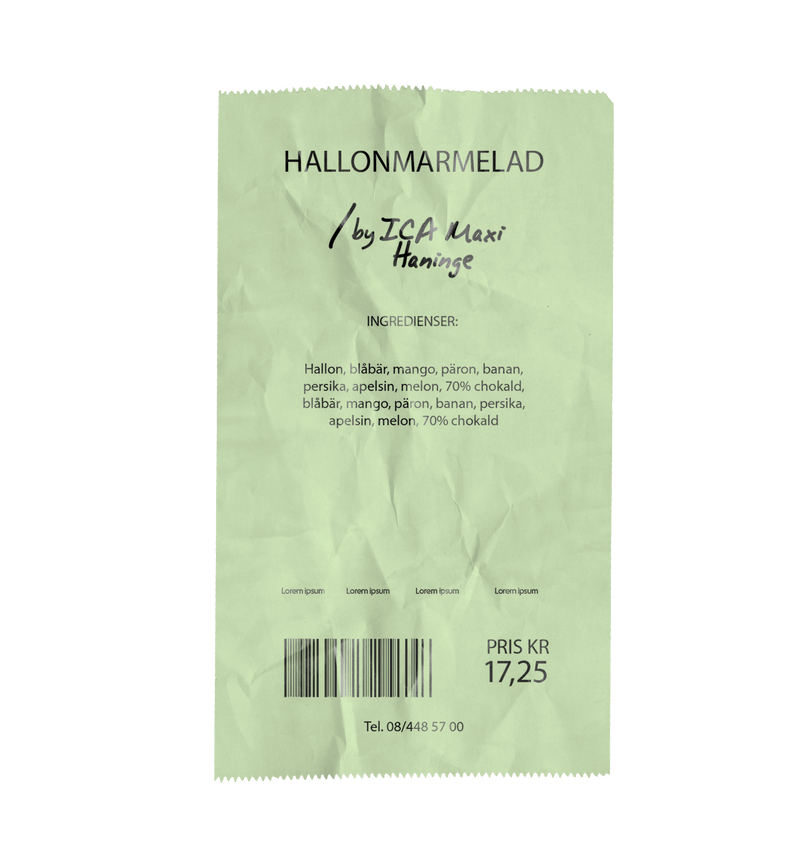 HALLONMARMELAD
/by ICA Maxi
Haninge
INGREDIENSER:
Hallon, blåbär, mango, päron, banan,
persika, apelsin, melon, 70% chokald,
blåbär, mango, päron, banan, persika,
apelsin, melon, 70% chokald
Lorem ipsum Lorem ipsum Lorem ipsum Lorem ipsum
PRIS KR
17,25
Tel. 08/448 57 00